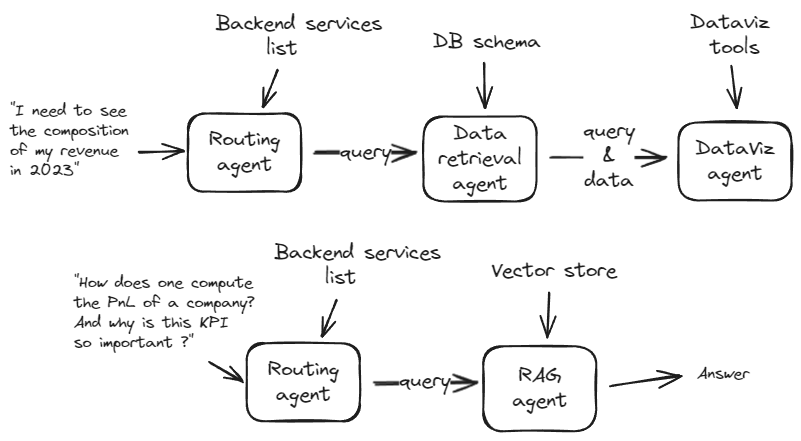 Backend services
list
DB schema
Dataviz
tools
"I need to see
the composition
of my revenue
in 2023"
Routing
agent
query
Data
retrieval
agent
query
&
data
DataViz
agent
Backend services
list
Vector store
"How does one compute
the PnL of a company?
And why is this KPI
so important ?"
Routing
agent
query
RAG
agent
Answer